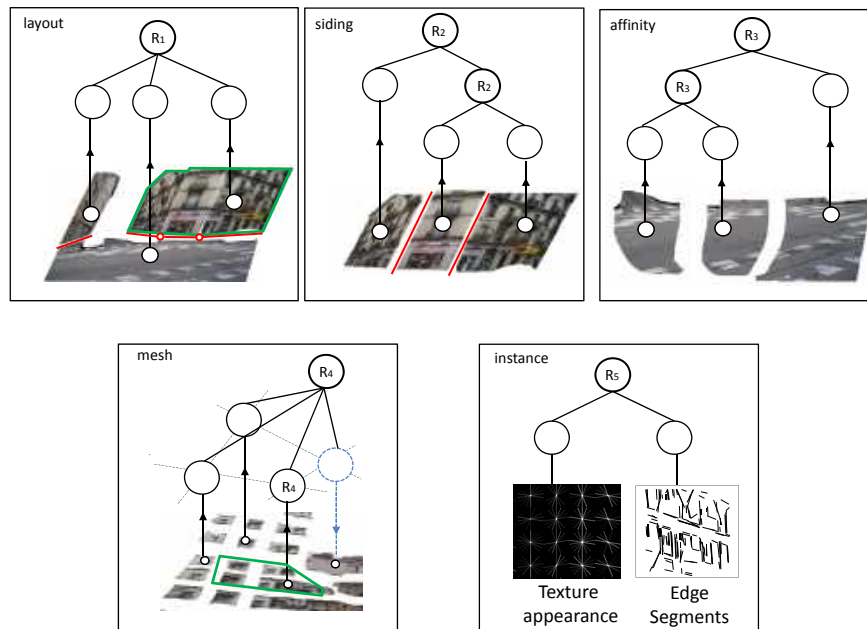 layout
R1
siding
R2
R2
affinity
R3
R3
mesh
R4
R4
instance
R5
Texture
appearance
Edge
Segments